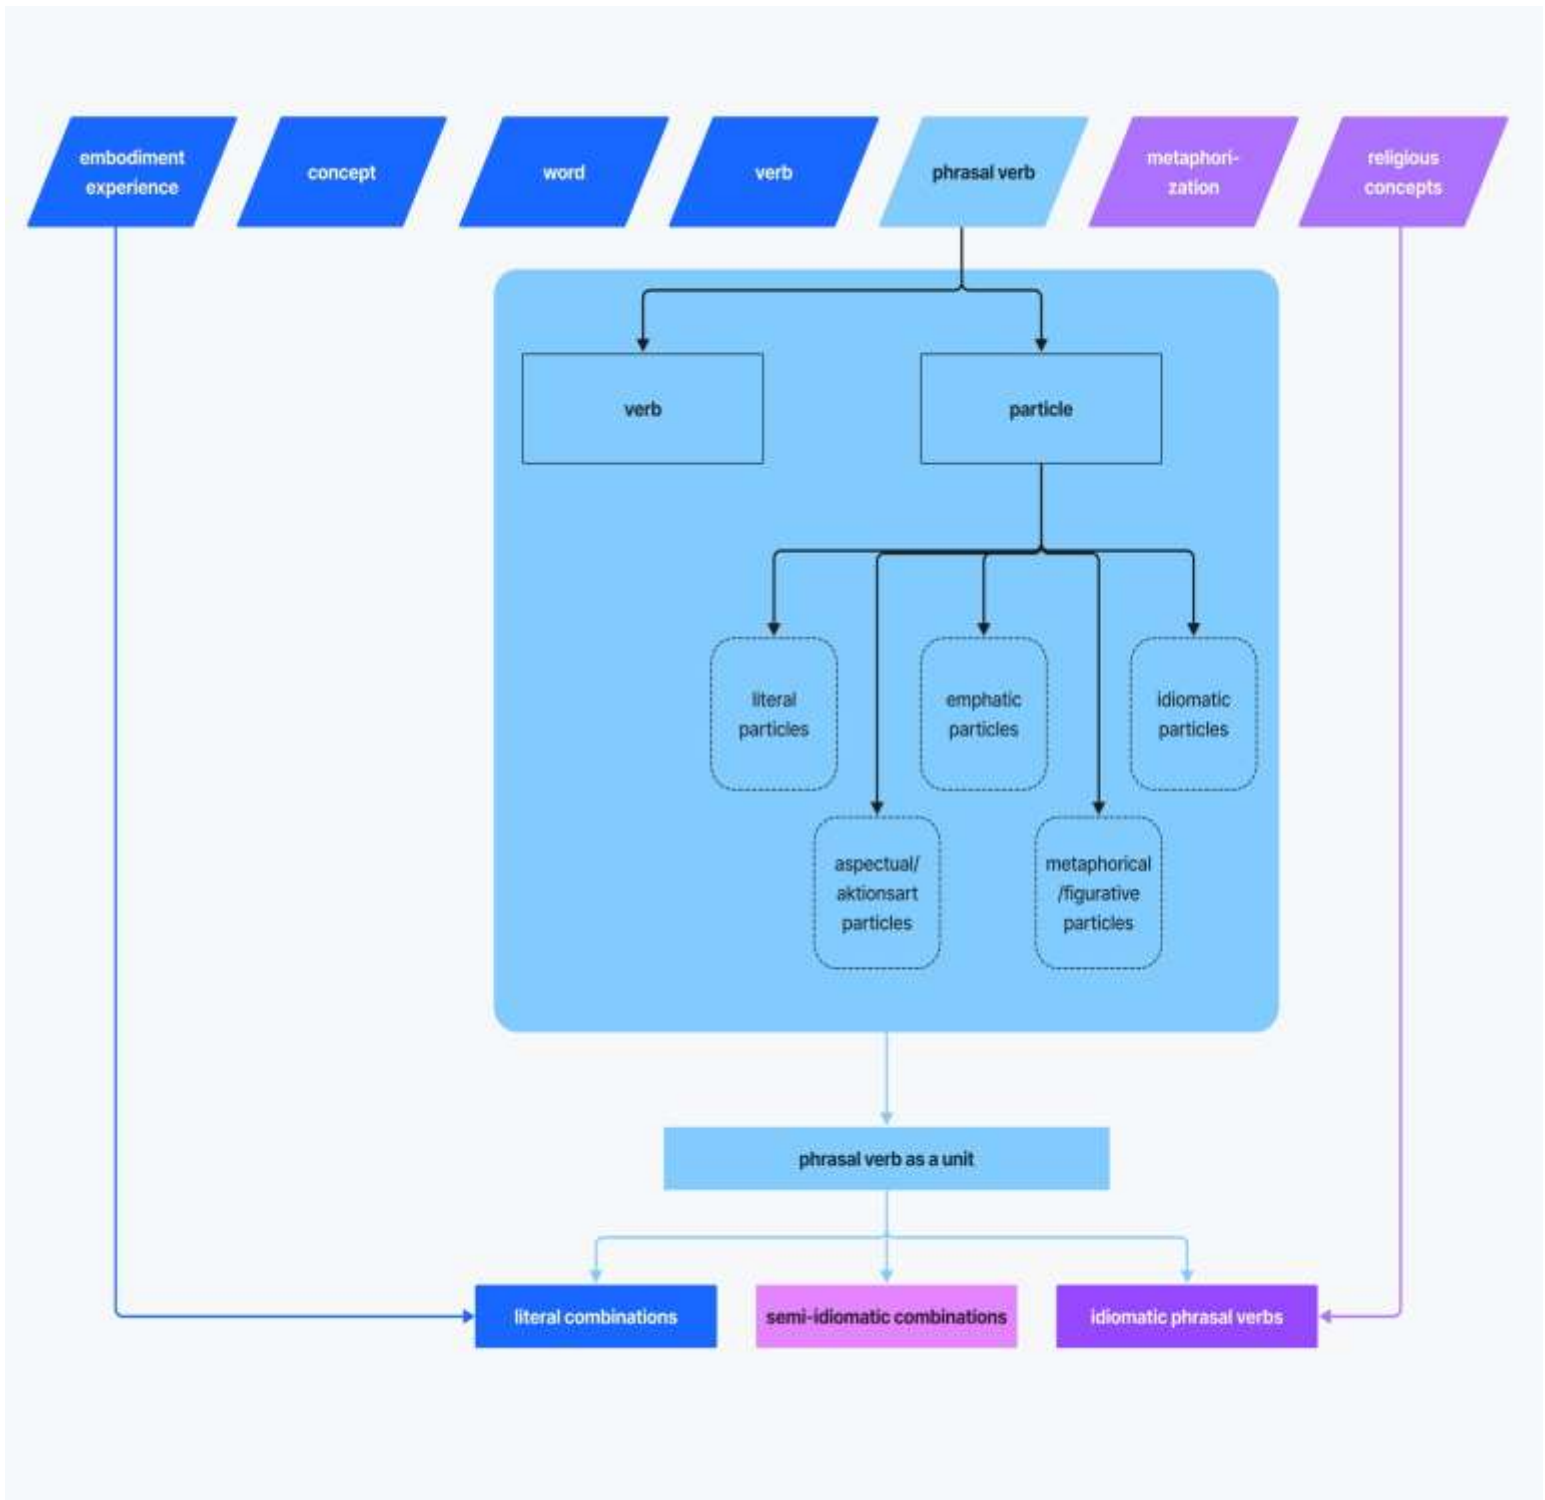 embodiment
experience
concept
word
verb
phrasal verb
metaphori-
zation
religious
concepts
verb
particle
literal
particles
emphatic
particles
idiomatic
particles
aspectual/
aktionsart
particles
metaphorical
/figurative
particles
phrasal verb as a unit
literal combinations
semi-idiomatic combinations
idiomatic phrasal verbs